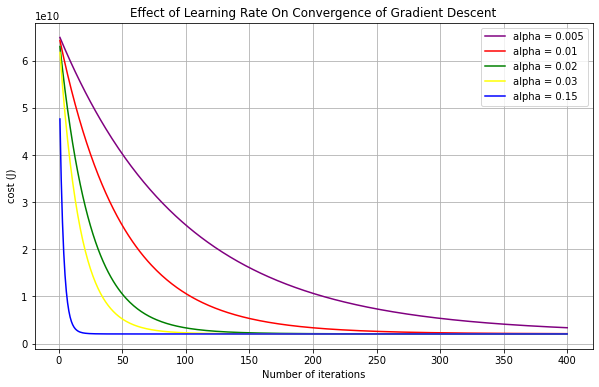 Effect of Learning Rate On Convergence of Gradient Descent
1e10
alpha = 0.005
alpha = 0.01
alpha = 0.02
alpha = 0.03
alpha = 0.15
6
5
4
3
2
1
0
cost (J)
0 50 100 150 200 250 300 350 400
Number of iterations